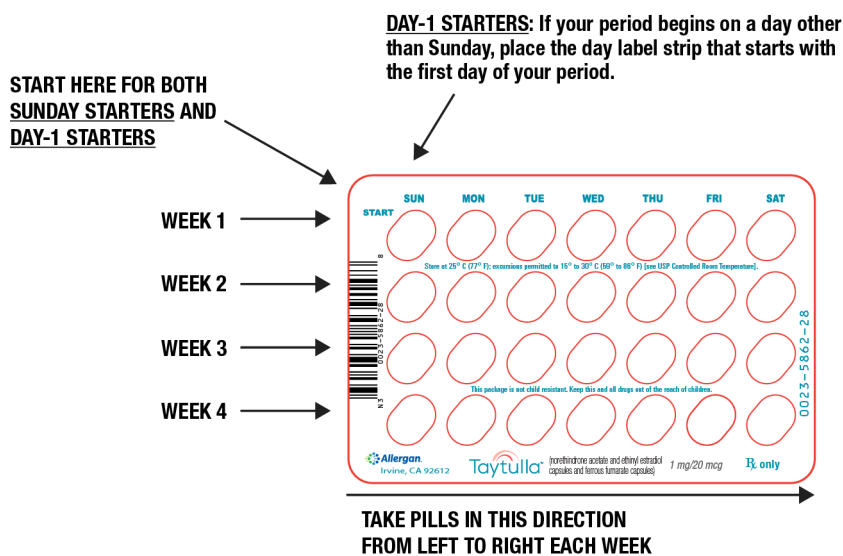 DAY-1 STARTERS: If your period begins on a day other
than Sunday, place the day label strip that starts with
the first day of your period.
START HERE FOR BOTH
SUNDAY STARTERS AND
DAY-1 STARTERS
SUN MON TUE WED THU FRI SAT
START
WEEK 1
Store at 25° C (77° F); excursions permitted to 15° to 30° C (59° to 86° F) [see USP Controlled Room Temperature].
WEEK 2
WEEK 3
This package is not child resistant. Keep this and all drugs out of the reach of children.
WEEK 4
8
0023-5862-28
N3
0023-5862-28
Allergan.
Irvine, CA 92612
Taytulla™
(norethindrone acetate and ethinyl estradiol
capsules and ferrous fumarate capsules)
1 mg/20 mcg
Rx only
TAKE PILLS IN THIS DIRECTION
FROM LEFT TO RIGHT EACH WEEK